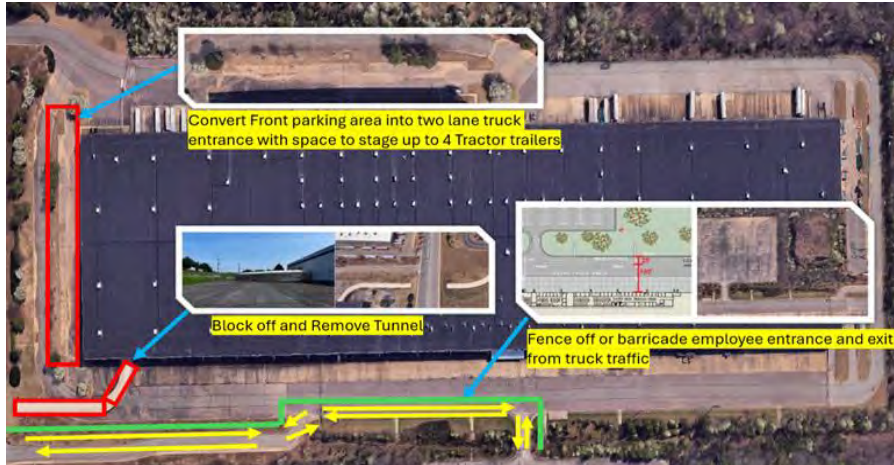 Convert Front parking area into two lane truck
entrance with space to stage up to 4 Tractor trailers
Block off and Remove Tunnel
Fence off or barricade employee entrance and exit
from truck traffic